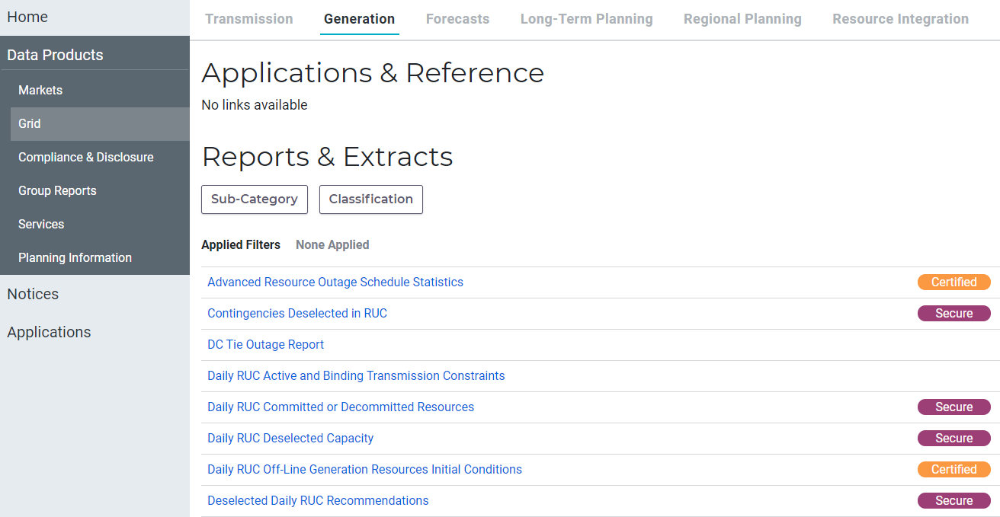 Home
Data Products
Markets
Grid
Compliance & Disclosure
Group Reports
Services
Planning Information
Notices
Applications
Transmission Generation Forecasts Long-Term Planning Regional Planning Resource Integration
Applications & Reference
No links available
Reports & Extracts
Sub-Category Classification
Applied Filters None Applied
Advanced Resource Outage Schedule Statistics Certified
Contingencies Deselected in RUC Secure
DC Tie Outage Report
Daily RUC Active and Binding Transmission Constraints
Daily RUC Committed or Decommitted Resources Secure
Daily RUC Deselected Capacity Secure
Daily RUC Off-Line Generation Resources Initial Conditions Certified
Deselected Daily RUC Recommendations Secure